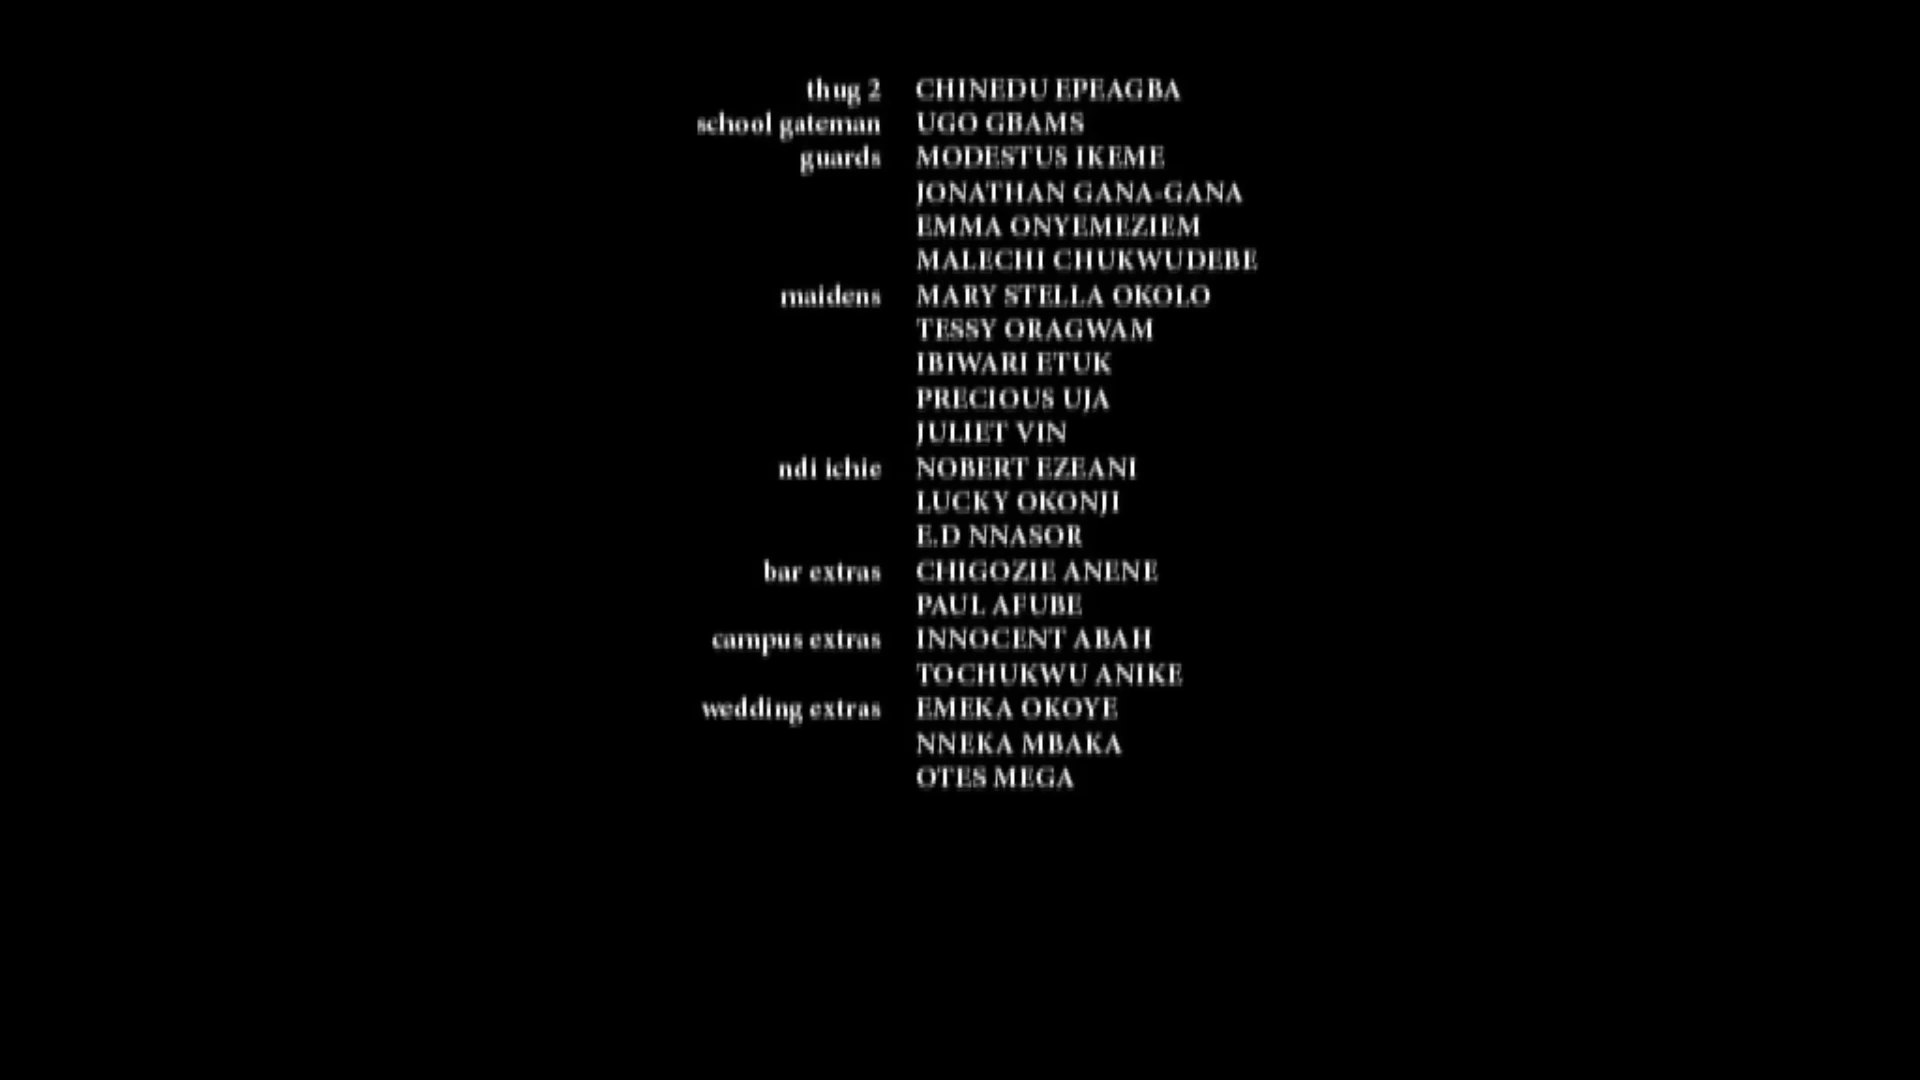 thug 2 CHINEDU EPEAGBA
school gateman UGO GBAMS
guards MODESTUS IKEME
JONATHAN GANA-GANA
EMMA ONYEMEZIEM
MALECHI CHUKWUDEBE
maidens MARY STELLA OKOLO
TESSY ORAGWAM
IBIWARI ETUK
PRECIOUS UJA
JULIET VIN
ndi ichie NOBERT EZEANI
LUCKY OKONJI
E.D NNASOR
bar extras CHIGOZIE ANENE
PAUL AFUBE
campus extras INNOCENT ABAH
TOCHUKWU ANIKE
wedding extras EMEKA OKOYE
NNEKA MBAKA
OTES MEGA